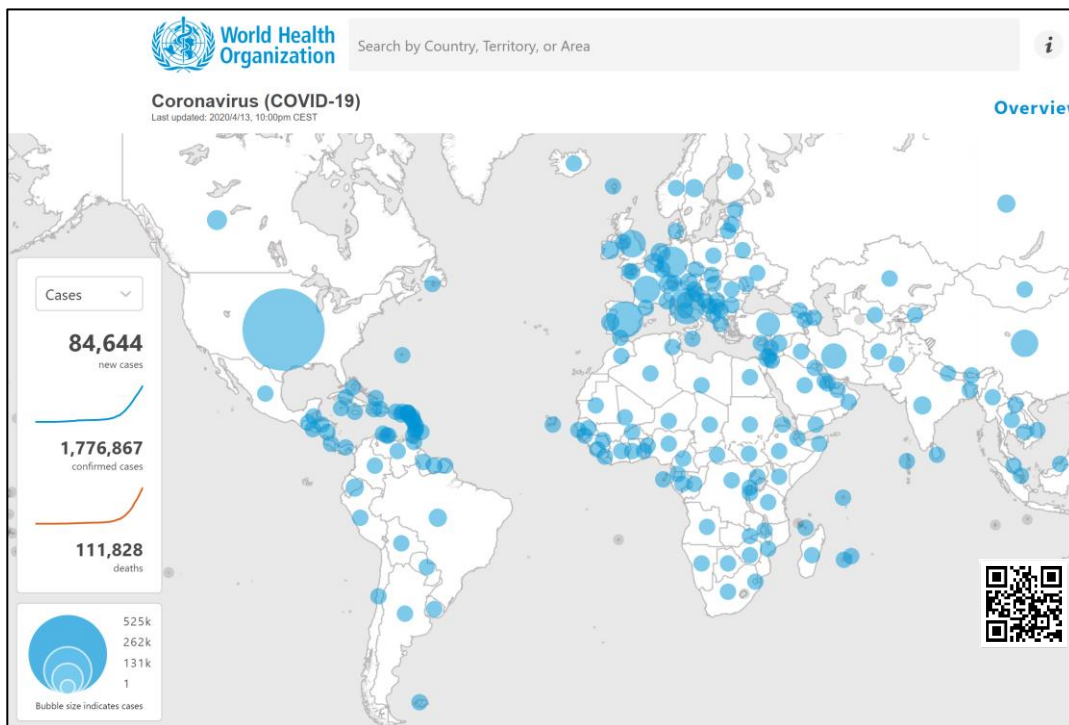 World Health
Organization
Search by Country, Territory, or Area
i
Coronavirus (COVID-19)
Last updated: 2020/4/13, 10:00pm CEST
Overview
Cases
84,644
new cases
1,776,867
confirmed cases
111,828
deaths
525k
262k
131k
1
Bubble size indicates cases